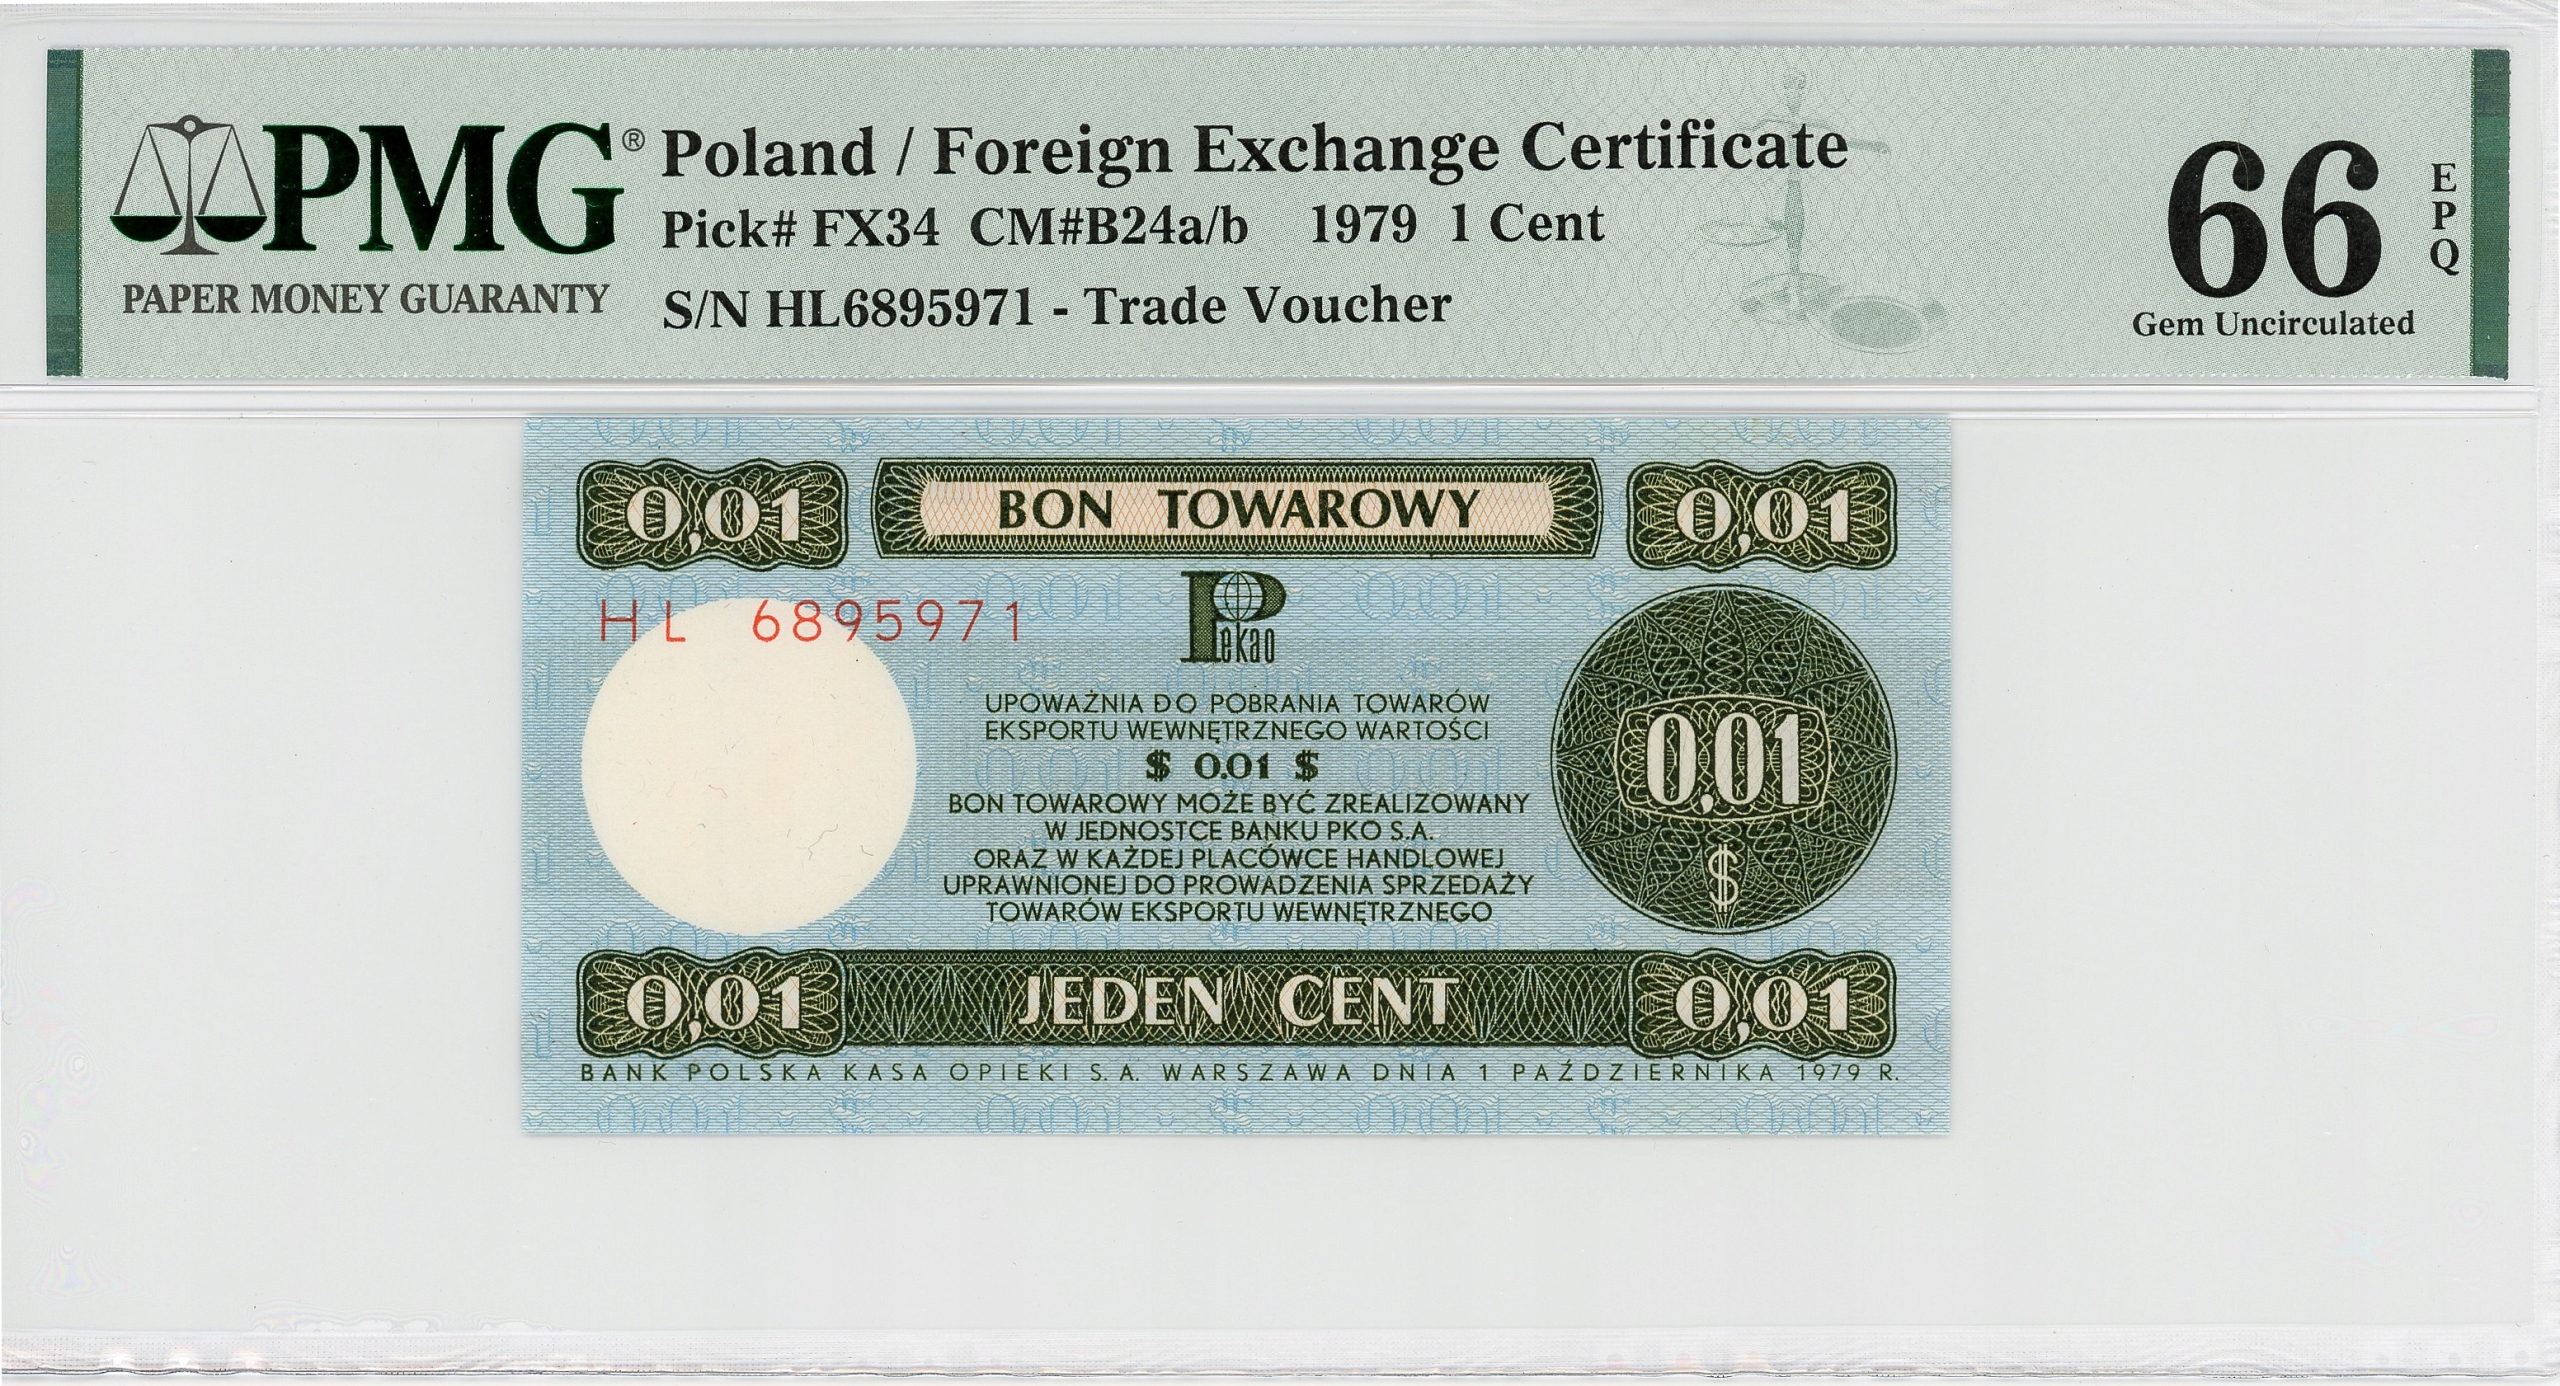 PMG®
PAPER MONEY GUARANTY
Poland / Foreign Exchange Certificate
Pick# FX34 CM#B24a/b 1979 1 Cent
S/N HL6895971 - Trade Voucher
66
EPQ
Gem Uncirculated
0,01 BON TOWAROWY 0,01
HL 6895971
Pekao
UPOWAŻNIA DO POBRANIA TOWARÓW
EKSPORTU WEWNĘTRZNEGO WARTOŚCI
$ 0.01 $
BON TOWAROWY MOŻE BYĆ ZREALIZOWANY
W JEDNOSTCE BANKU PKO S.A.
ORAZ W KAŻDEJ PLACÓWCE HANDLOWEJ
UPRAWNIONEJ DO PROWADZENIA SPRZEDAŻY
TOWARÓW EKSPORTU WEWNĘTRZNEGO
0,01
$
0,01 JEDEN CENT 0,01
BANK POLSKA KASA OPIEKI S.A. WARSZAWA DNIA 1 PAŹDZIERNIKA 1979 R.